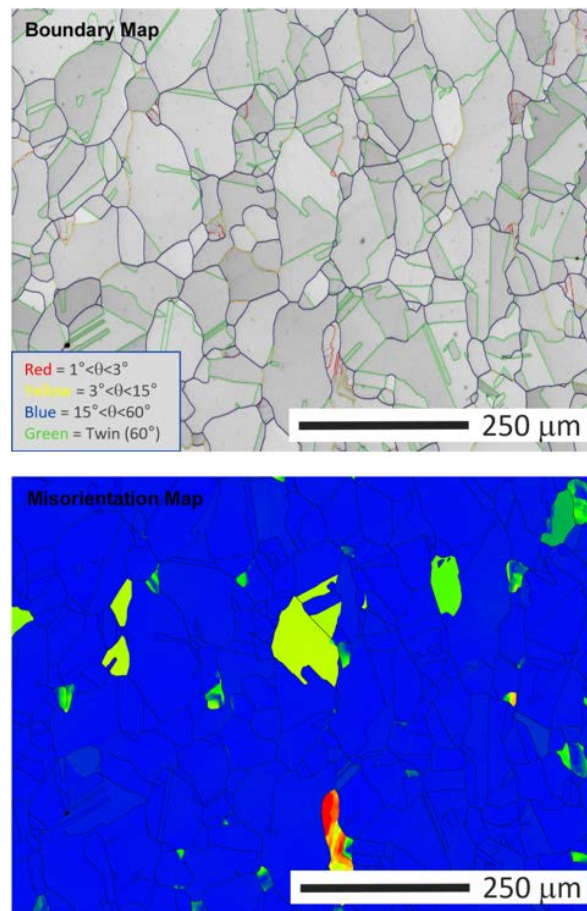 Boundary Map
Red = 1°<θ<3°
Yellow = 3°<θ<15°
Blue = 15°<θ<60°
Green = Twin (60°)
250 μm
Misorientation Map
250 μm